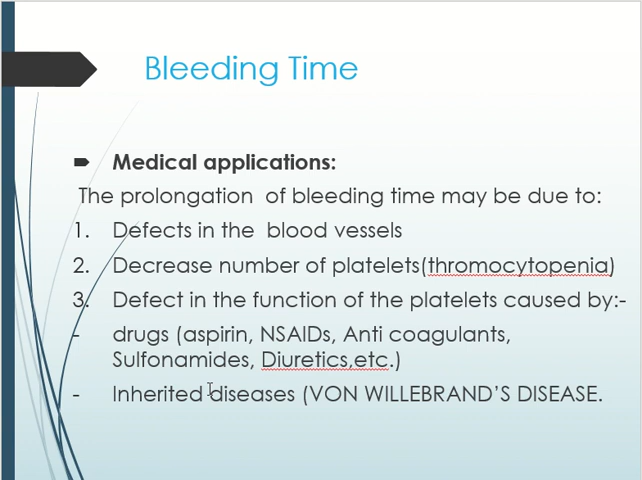 Bleeding Time
Medical applications:
The prolongation  of bleeding time may be due to:
1. Defects in the  blood vessels
2. Decrease number of platelets(thromocytopenia)
3. Defect in the function of the platelets caused by:-
- drugs (aspirin, NSAIDs, Anti coagulants,
Sulfonamides, Diuretics,etc.)
- Inherited diseases (VON WILLEBRAND’S DISEASE.